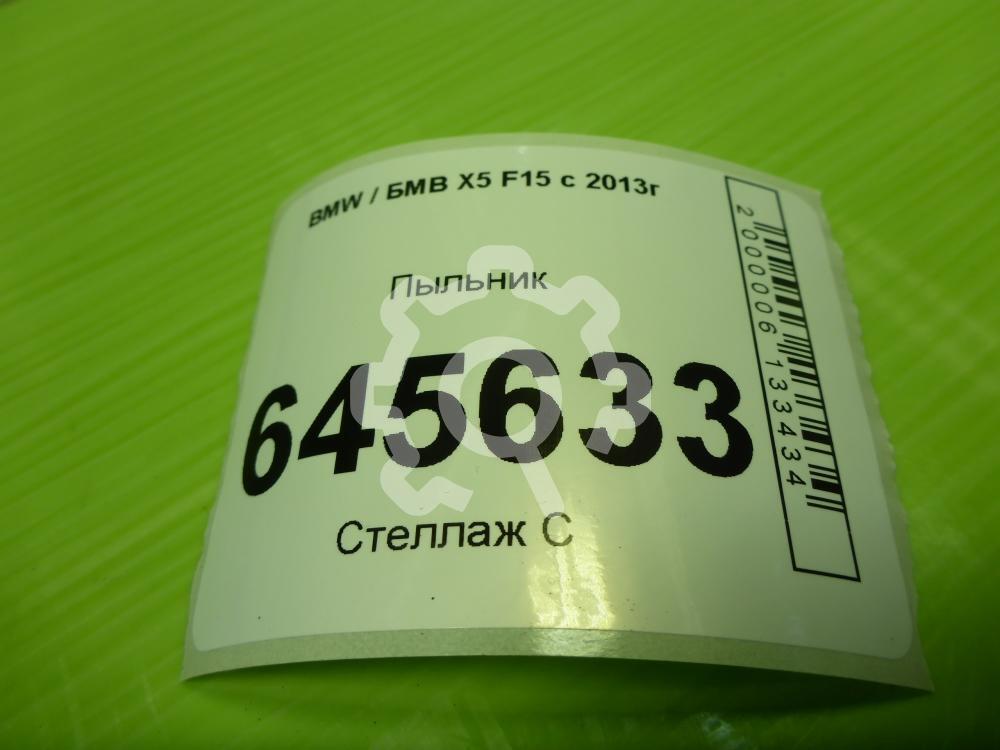 BMW / БМВ X5 F15 с 2013г
Пыльник
645633
Стеллаж С
2000006133434